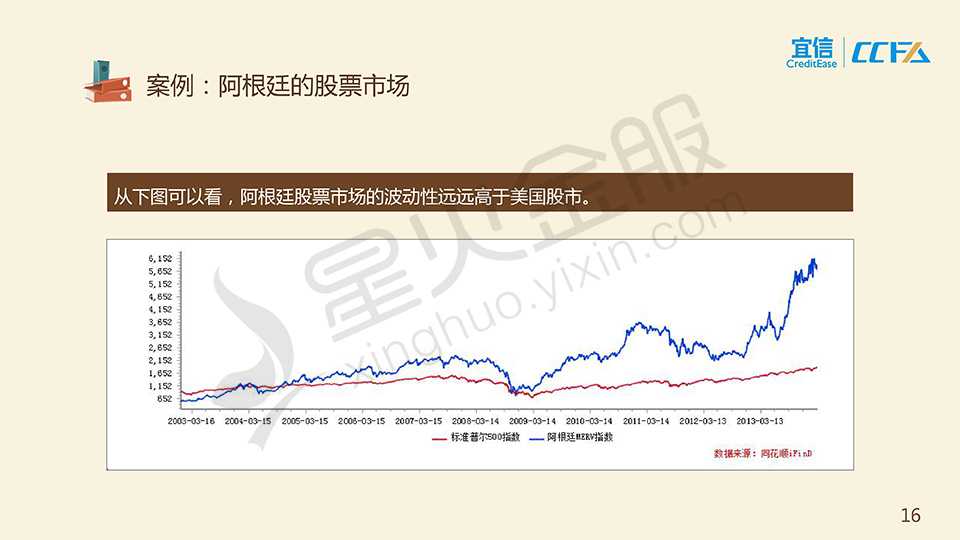 宜信
CreditEase
CCFA
案例：阿根廷的股票市场
从下图可以看，阿根廷股票市场的波动性远远高于美国股市。
星火金服
xinghuo.yixin.com
6,152
5,652
5,152
4,652
4,152
3,652
3,152
2,652
2,152
1,652
1,152
652
2003-03-16 2004-03-15 2005-03-15 2006-03-15 2007-03-15 2008-03-14 2009-03-14 2010-03-14 2011-03-14 2012-03-13 2013-03-13
标准普尔500指数 阿根廷MERV指数
数据来源：同花顺iFinD
16